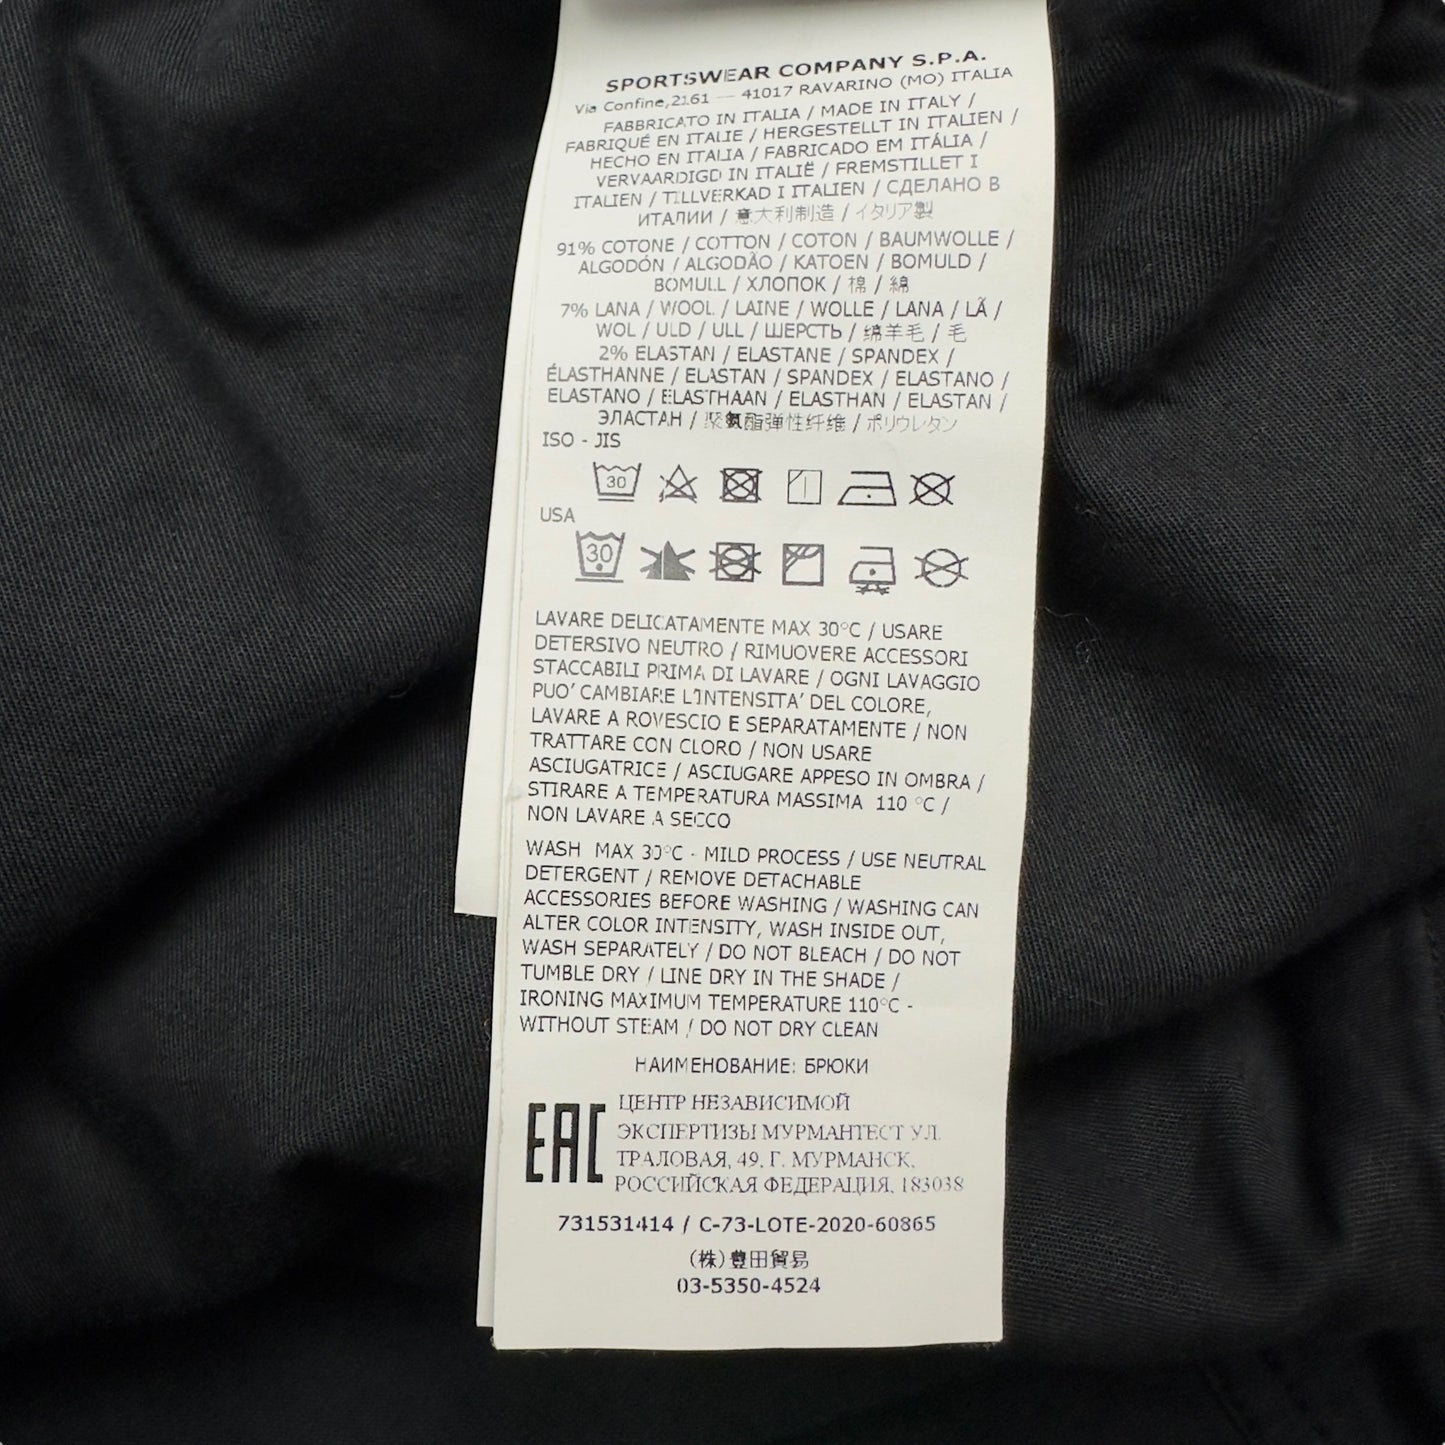 SPORTSWEAR COMPANY S.P.A.
Via Confine,2161 — 41017 RAVARINO (MO) ITALIA
FABBRICATO IN ITALIA / MADE IN ITALY /
FABRIQUÉ EN ITALIE / HERGESTELLT IN ITALIEN /
HECHO EN ITALIA / FABRICADO EM ITÁLIA /
VERVAARDIGD IN ITALIË / FREMSTILLET I
ITALIEN / TILLVERKAD I ITALIEN / СДЕЛАНО В
ИТАЛИИ / 意大利制造 / イタリア製
91% COTONE / COTTON / COTON / BAUMWOLLE /
ALGODÓN / ALGODÃO / KATOEN / BOMULD /
BOMULL / ХЛОПОК / 棉 / 綿
7% LANA / WOOL / LAINE / WOLLE / LANA / LÃ /
WOL / ULD / ULL / ШЕРСТЬ / 绵羊毛 / 毛
2% ELASTAN / ELASTANE / SPANDEX /
ÉLASTHANNE / ELASTAN / SPANDEX / ELASTANO /
ELASTANO / ELASTHAAN / ELASTHAN / ELASTAN /
ЭЛАСТАН / 聚氨酯弹性纤维 / ポリウレタン
ISO - JIS
30
USA
30
LAVARE DELICATAMENTE MAX 30°C / USARE
DETERSIVO NEUTRO / RIMUOVERE ACCESSORI
STACCABILI PRIMA DI LAVARE / OGNI LAVAGGIO
PUO' CAMBIARE L'INTENSITA' DEL COLORE,
LAVARE A ROVESCIO E SEPARATAMENTE / NON
TRATTARE CON CLORO / NON USARE
ASCIUGATRICE / ASCIUGARE APPESO IN OMBRA /
STIRARE A TEMPERATURA MASSIMA 110 °C /
NON LAVARE A SECCO
WASH MAX 30°C - MILD PROCESS / USE NEUTRAL
DETERGENT / REMOVE DETACHABLE
ACCESSORIES BEFORE WASHING / WASHING CAN
ALTER COLOR INTENSITY, WASH INSIDE OUT,
WASH SEPARATELY / DO NOT BLEACH / DO NOT
TUMBLE DRY / LINE DRY IN THE SHADE /
IRONING MAXIMUM TEMPERATURE 110°C -
WITHOUT STEAM / DO NOT DRY CLEAN
НАИМЕНОВАНИЕ: БРЮКИ
EAC
ЦЕНТР НЕЗАВИСИМОЙ
ЭКСПЕРТИЗЫ МУРМАНТЕСТ УЛ.
ТРАЛОВАЯ, 49, Г. МУРМАНСК,
РОССИЙСКАЯ ФЕДЕРАЦИЯ, 183038
731531414 / C-73-LOTE-2020-60865
(株)豊田貿易
03-5350-4524